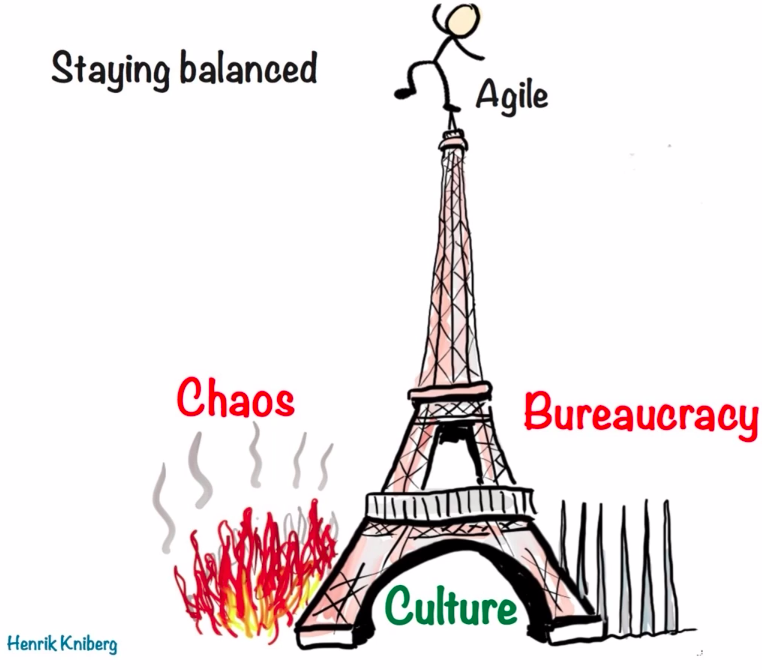 Staying balanced
Agile
Chaos
Bureaucracy
Culture
Henrik Kniberg